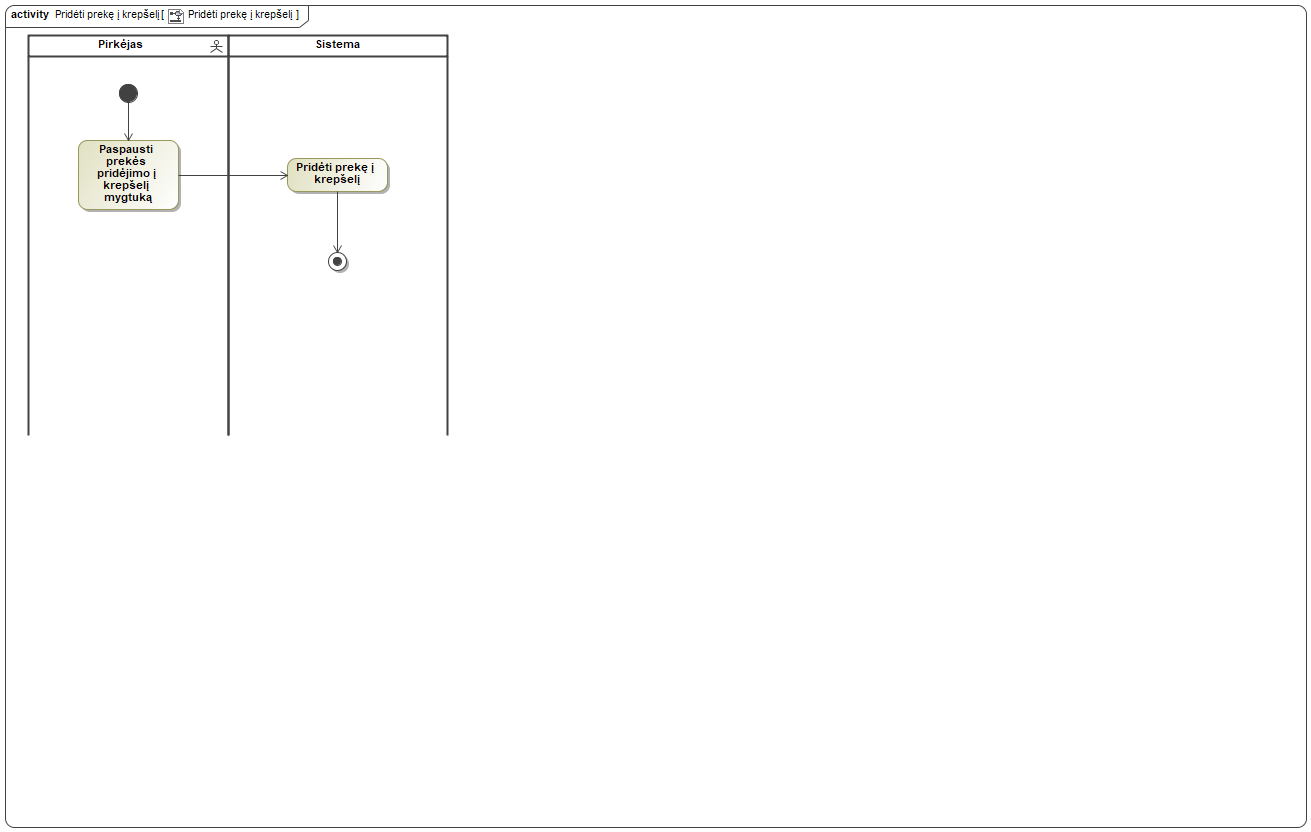 activity Pridėti prekę į krepšelį [ Pridėti prekę į krepšelį ]
Pirkėjas
Sistema
Paspausti
prekės
pridėjimo į
krepšelį
mygtuką
Pridėti prekę į
krepšelį